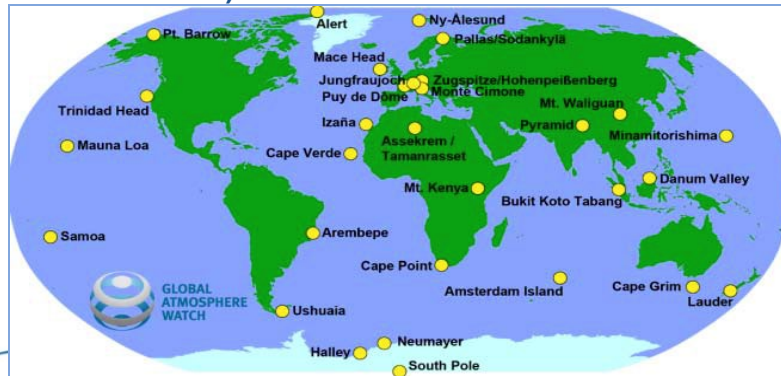 Alert
Ny-Ålesund
Pt. Barrow
Pallas/Sodankylä
Mace Head
Jungfraujoch
Zugspitze/Hohenpeißenberg
Puy de Dôme
Monte Cimone
Trinidad Head
Mt. Waliguan
Izaña
Pyramid
Minamitorishima
Assekrem /
Tamanrasset
Mauna Loa
Cape Verde
Danum Valley
Mt. Kenya
Bukit Koto Tabang
Samoa
Arembepe
Cape Point
Amsterdam Island
Cape Grim
Lauder
GLOBAL
ATMOSPHERE
WATCH
Ushuaia
Neumayer
Halley
South Pole